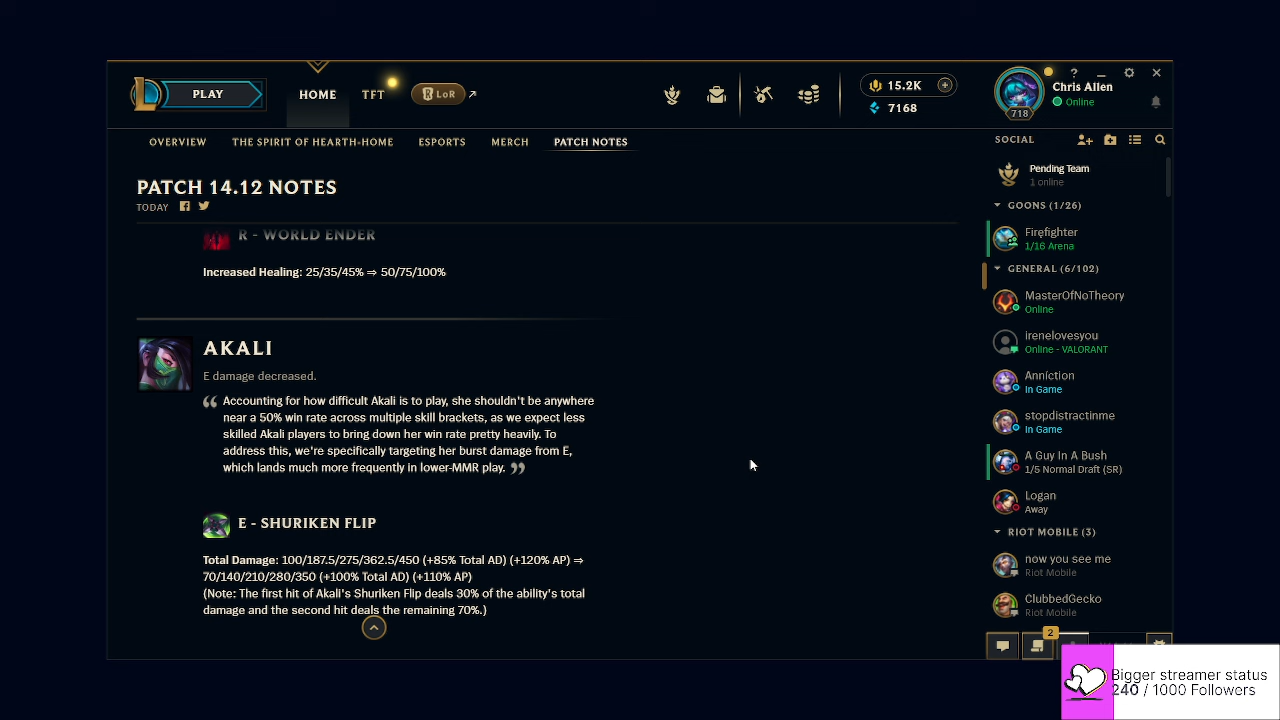 PLAY
HOME
TFT
LoR
15.2K
7168
718
Chris Allen
Online
OVERVIEW
THE SPIRIT OF HEARTH-HOME
ESPORTS
MERCH
PATCH NOTES
PATCH 14.12 NOTES
TODAY
R - WORLD ENDER
Increased Healing: 25/35/45% ⇒ 50/75/100%
AKALI
E damage decreased.
Accounting for how difficult Akali is to play, she shouldn't be anywhere
near a 50% win rate across multiple skill brackets, as we expect less
skilled Akali players to bring down her win rate pretty heavily. To
address this, we're specifically targeting her burst damage from E,
which lands much more frequently in lower-MMR play.
E - SHURIKEN FLIP
Total Damage: 100/187.5/275/362.5/450 (+85% Total AD) (+120% AP) ⇒
70/140/210/280/350 (+100% Total AD) (+110% AP)
(Note: The first hit of Akali's Shuriken Flip deals 30% of the ability's total
damage and the second hit deals the remaining 70%.)
SOCIAL
Pending Team
1 online
GOONS (1/26)
Firefighter
1/16 Arena
GENERAL (6/102)
MasterOfNoTheory
Online
irenelovesyou
Online - VALORANT
Anníction
In Game
stopdistractinme
In Game
A Guy In A Bush
1/5 Normal Draft (SR)
Logan
Away
RIOT MOBILE (3)
now you see me
Riot Mobile
ClubbedGecko
Riot Mobile
2
Bigger streamer status
240 / 1000 Followers